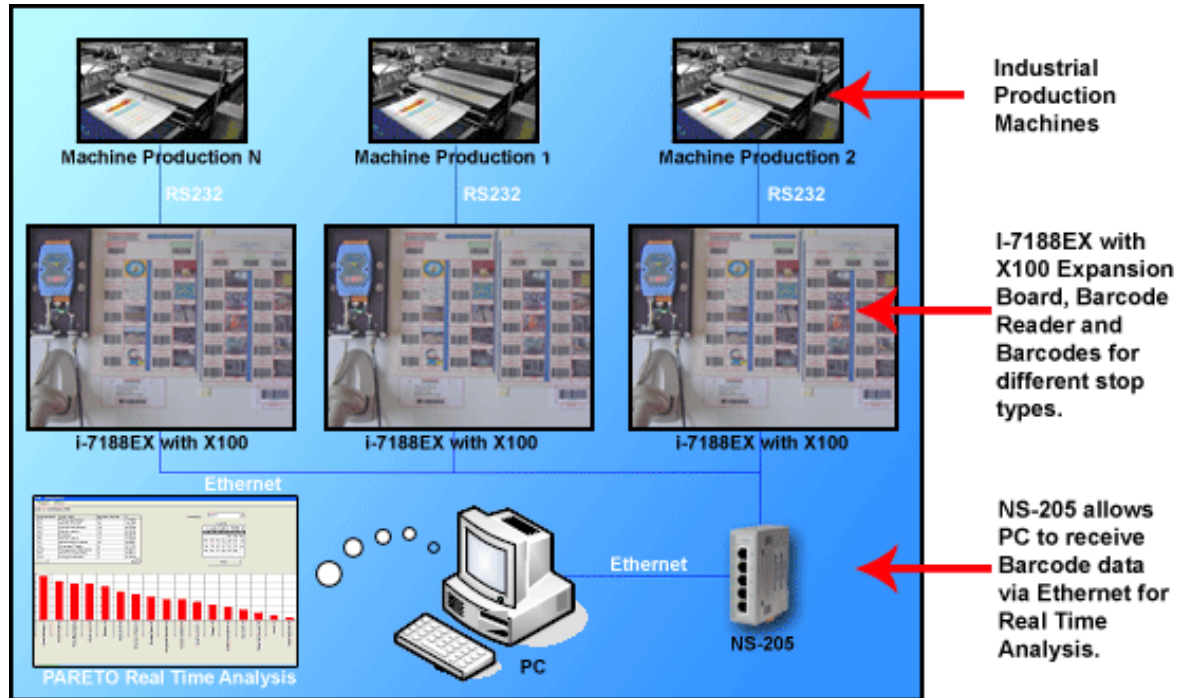 Machine Production N
Machine Production 1
Machine Production 2
Industrial
Production
Machines
RS232
RS232
RS232
I-7188EX with
X100 Expansion
Board, Barcode
Reader and
Barcodes for
different stop
types.
i-7188EX with X100
i-7188EX with X100
i-7188EX with X100
Ethernet
Ethernet
NS-205
PC
PARETO Real Time Analysis
NS-205 allows
PC to receive
Barcode data
via Ethernet for
Real Time
Analysis.